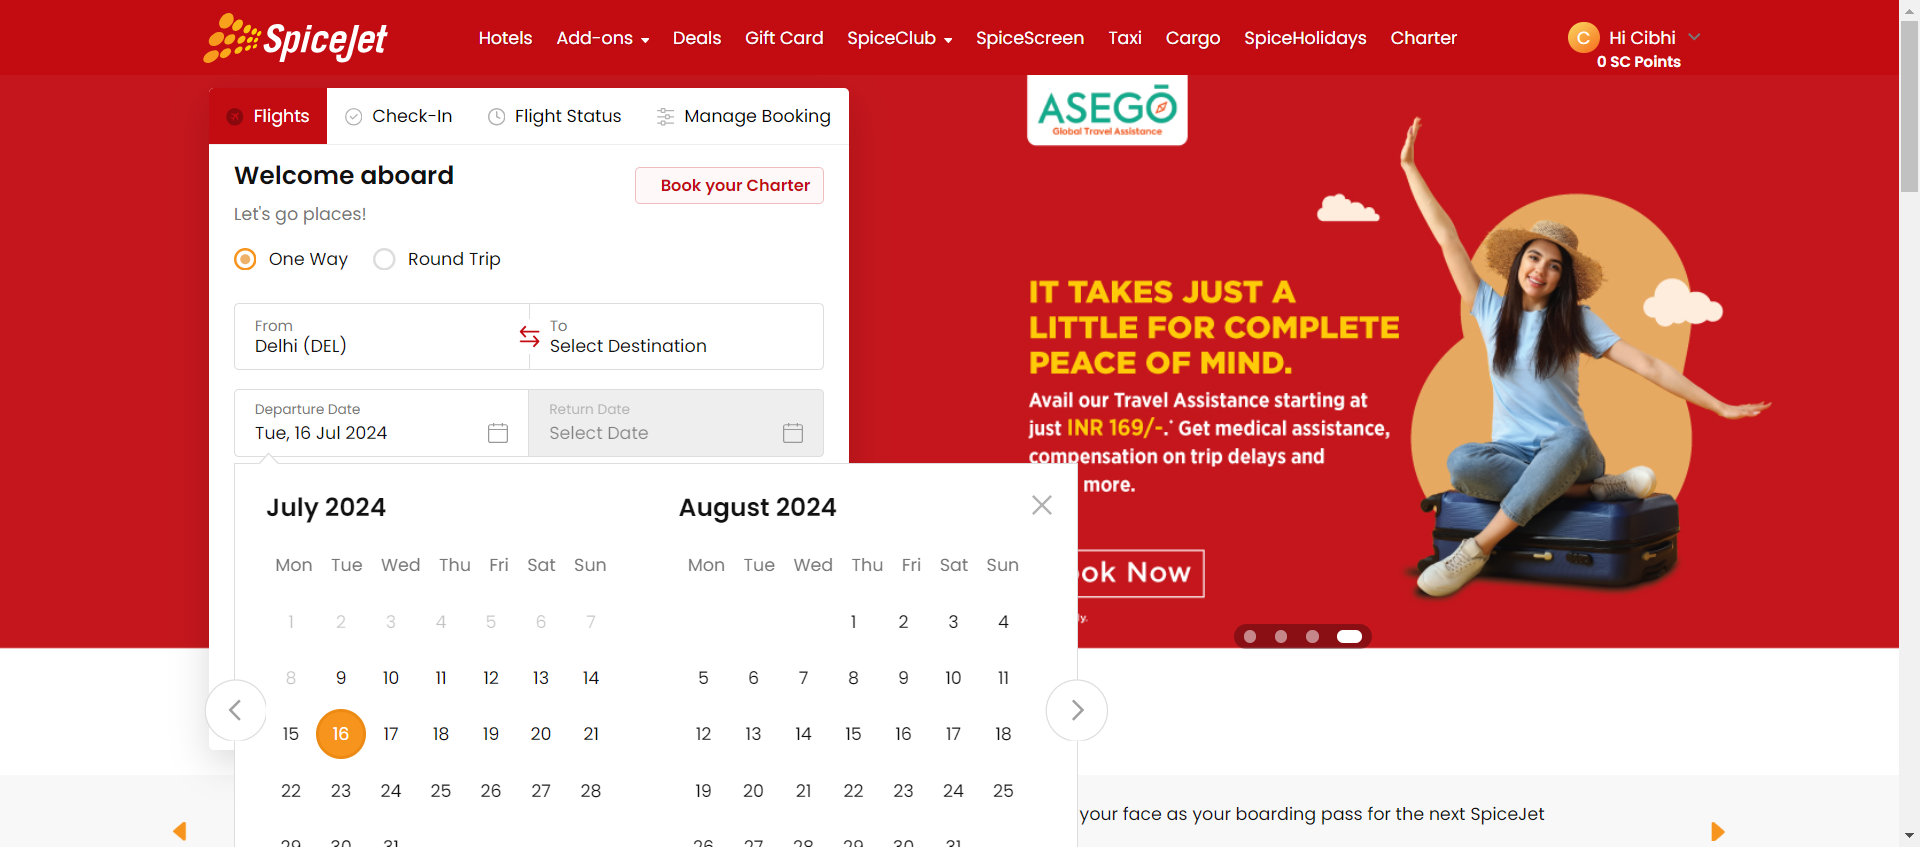 SpiceJet
Hotels Add-ons Deals Gift Card SpiceClub SpiceScreen Taxi Cargo SpiceHolidays Charter
C Hi Cibhi
0 SC Points
Flights Check-In Flight Status Manage Booking
Welcome aboard
Book your Charter
Let's go places!
One Way Round Trip
From
Delhi (DEL)
To
Select Destination
Departure Date
Tue, 16 Jul 2024
Return Date
Select Date
July 2024
Mon Tue Wed Thu Fri Sat Sun
1 2 3 4 5 6 7
8 9 10 11 12 13 14
15 16 17 18 19 20 21
22 23 24 25 26 27 28
29 30 31
August 2024
Mon Tue Wed Thu Fri Sat Sun
1 2 3 4
5 6 7 8 9 10 11
12 13 14 15 16 17 18
19 20 21 22 23 24 25
26 27 28 29 30 31
ASEGO
Global Travel Assistance
IT TAKES JUST A
LITTLE FOR COMPLETE
PEACE OF MIND.
Avail our Travel Assistance starting at
just INR 169/-.* Get medical assistance,
compensation on trip delays and
more.
ok Now
ly.
your face as your boarding pass for the next SpiceJet